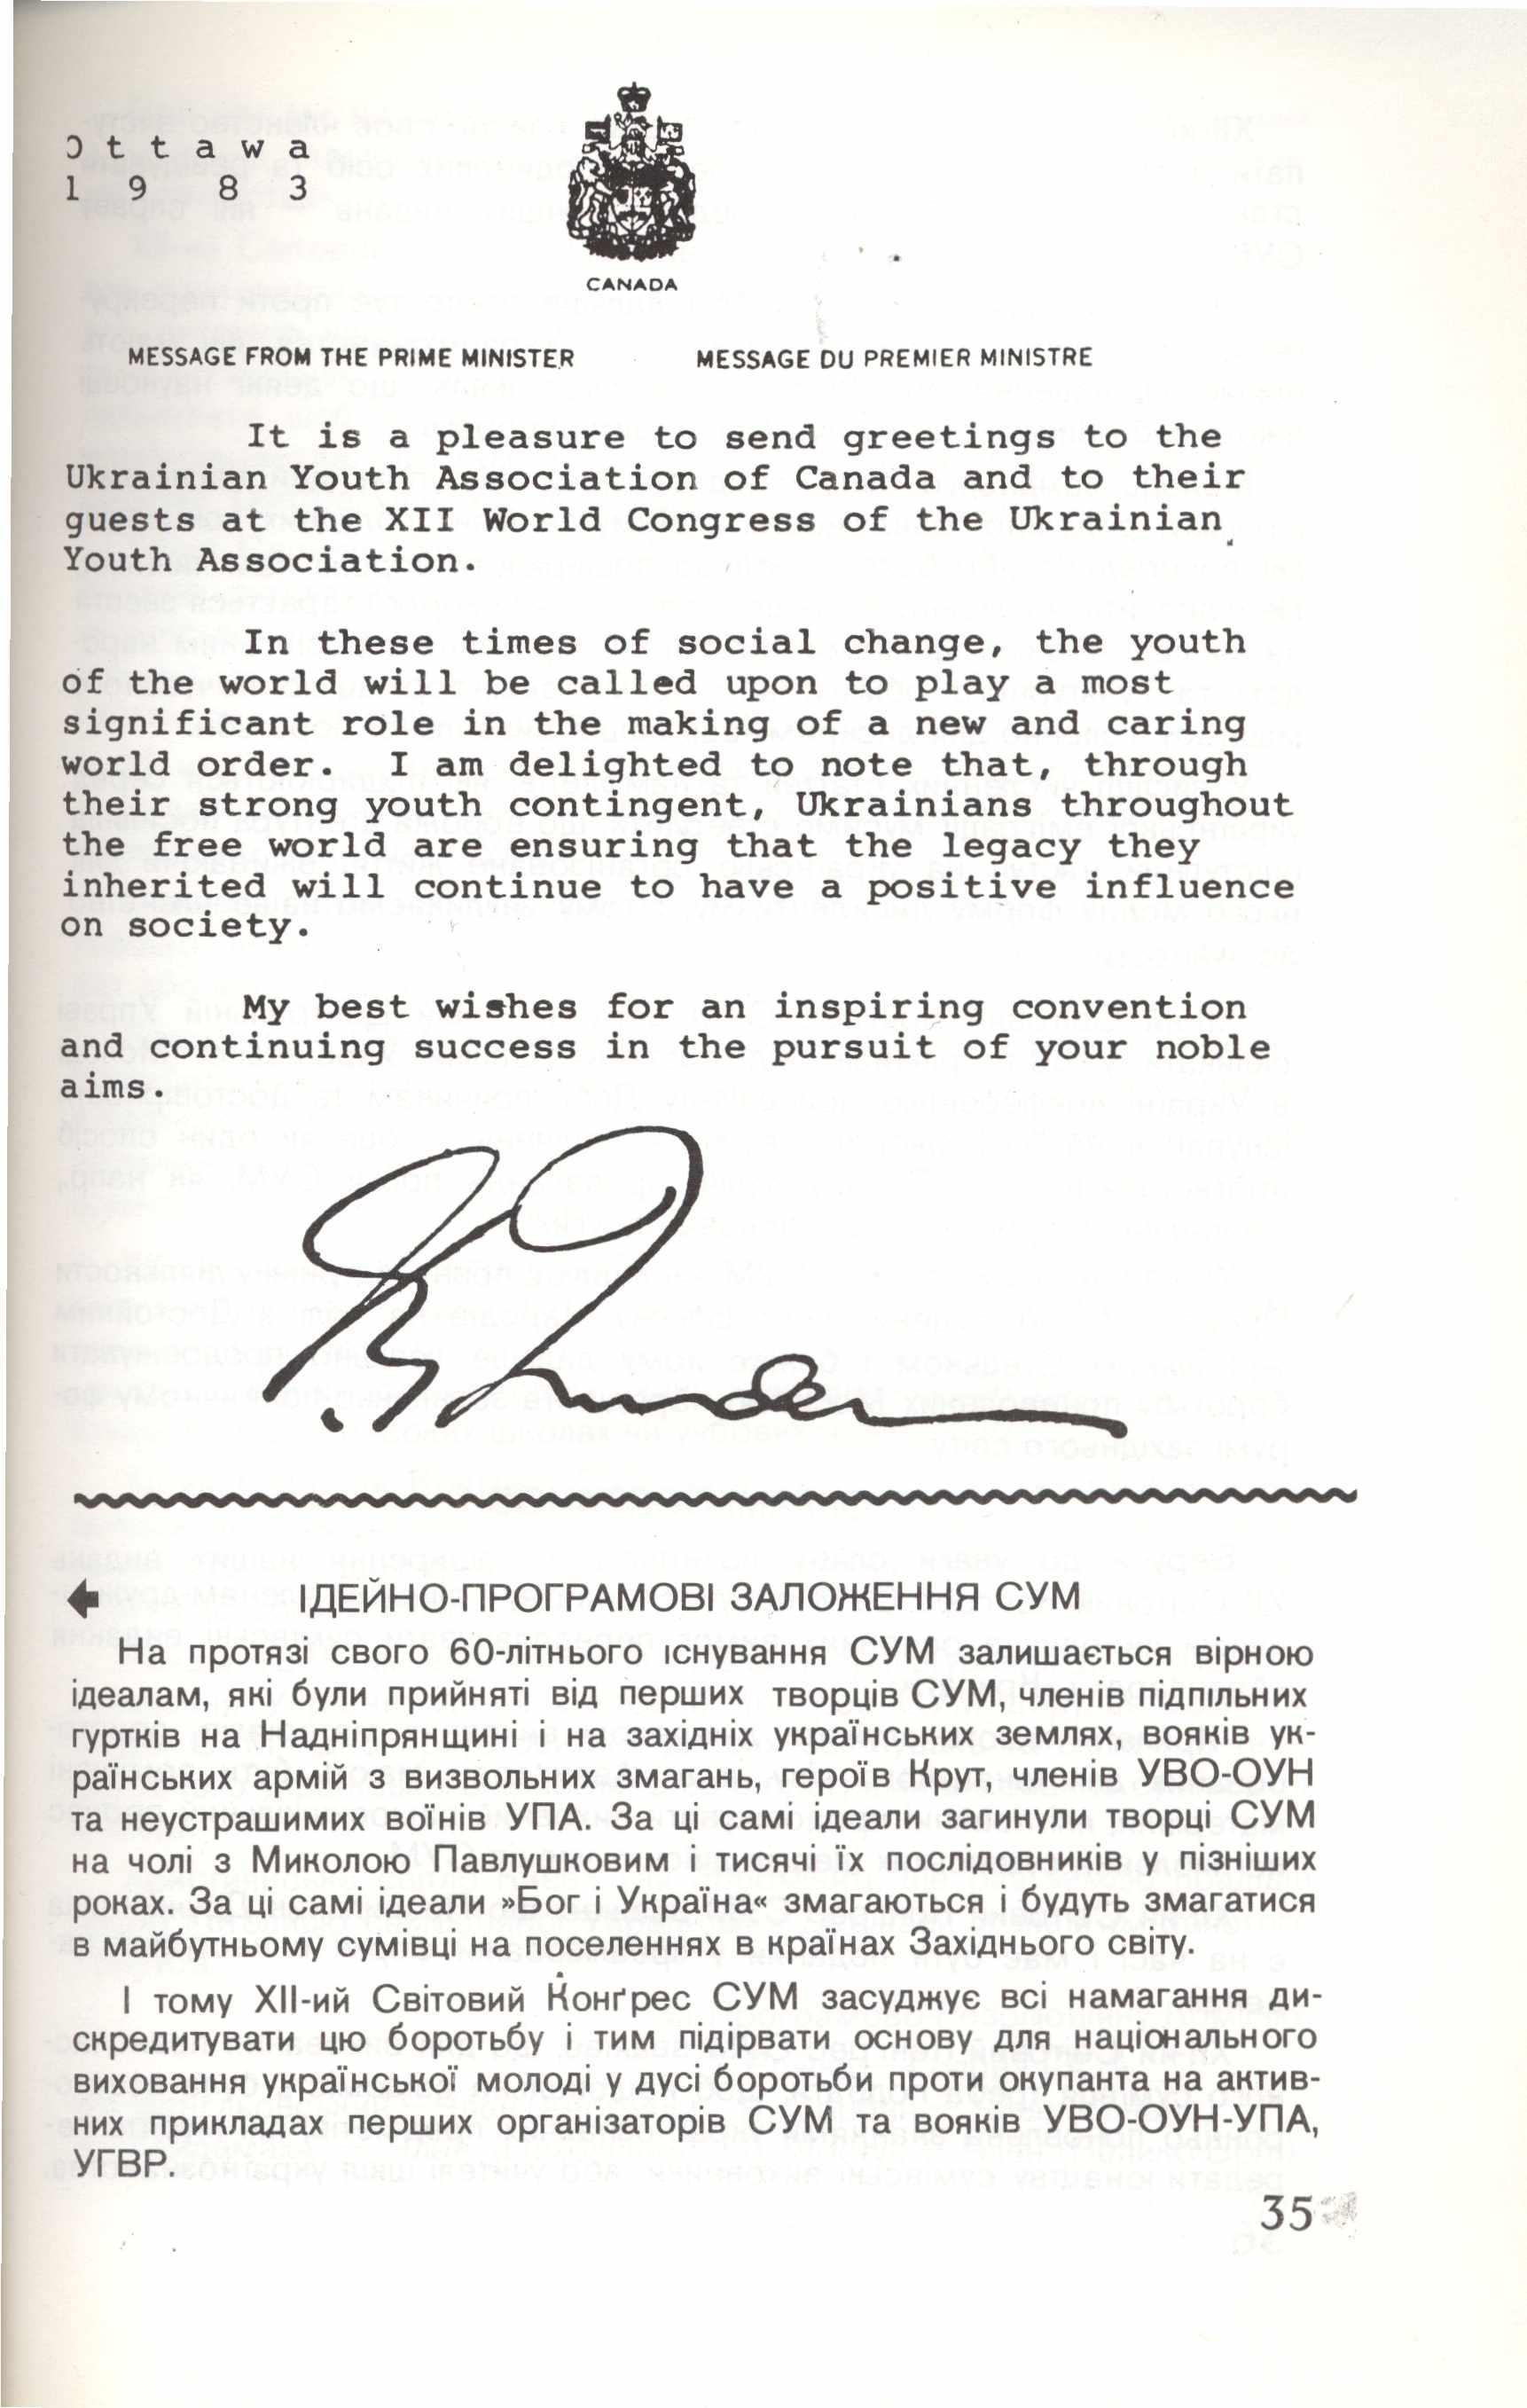 Ottawa
1983
CANADA
MESSAGE FROM THE PRIME MINISTER
MESSAGE DU PREMIER MINISTRE
It is a pleasure to send greetings to the
Ukrainian Youth Association of Canada and to their
guests at the XII World Congress of the Ukrainian
Youth Association.
In these times of social change, the youth
of the world will be called upon to play a most
significant role in the making of a new and caring
world order. I am delighted to note that, through
their strong youth contingent, Ukrainians throughout
the free world are ensuring that the legacy they
inherited will continue to have a positive influence
on society.
My best wishes for an inspiring convention
and continuing success in the pursuit of your noble
aims.
ІДЕЙНО-ПРОГРАМОВІ ЗАЛОЖЕННЯ СУМ
На протязі свого 60-літнього існування СУМ залишається вірною
ідеалам, які були прийняті від перших творців СУМ, членів підпільних
гуртків на Надніпрянщині і на західніх українських землях, вояків ук-
раїнських армій з визвольних змагань, героїв Крут, членів УВО-ОУН
та неустрашимих воїнів УПА. За ці самі ідеали загинули творці СУМ
на чолі з Миколою Павлушковим і тисячі їх послідовників у пізніших
роках. За ці самі ідеали »Бог і Україна« змагаються і будуть змагатися
в майбутньому сумівці на поселеннях в країнах Західнього світу.
І тому XII-ий Світовий Конґрес СУМ засуджує всі намагання ди-
скредитувати цю боротьбу і тим підірвати основу для національного
виховання української молоді у дусі боротьби проти окупанта на актив-
них прикладах перших організаторів СУМ та вояків УВО-ОУН-УПА,
УГВР.
35